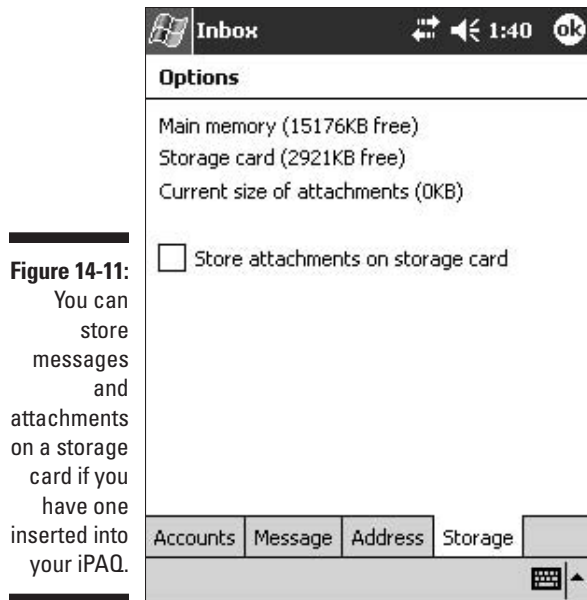 Inbox 1:40 ok
Options
Main memory (15176KB free)
Storage card (2921KB free)
Current size of attachments (0KB)
Store attachments on storage card
Accounts Message Address Storage
Figure 14-11:
You can
store
messages
and
attachments
on a storage
card if you
have one
inserted into
your iPAQ.